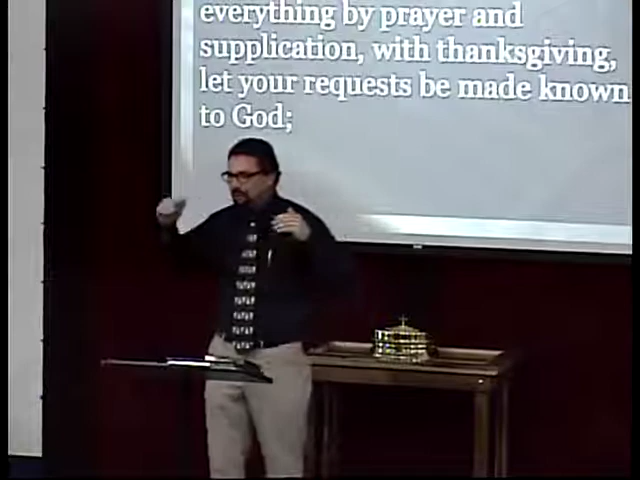 everything by prayer and
supplication, with thanksgiving,
let your requests be made known
to God;